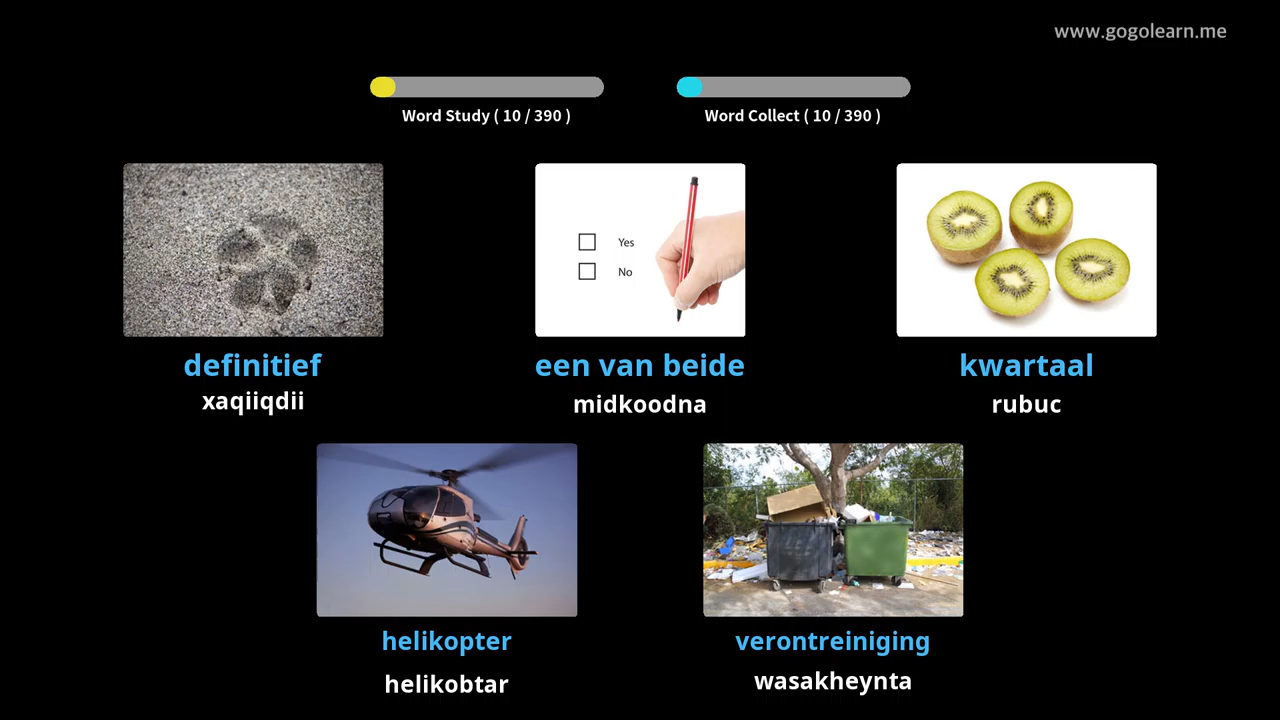 www.gogolearn.me
Word Study ( 10 / 390 )
Word Collect ( 10 / 390 )
Yes
No
definitief
xaqiiqdii
een van beide
midkoodna
kwartaal
rubuc
helikopter
helikobtar
verontreiniging
wasakheynta